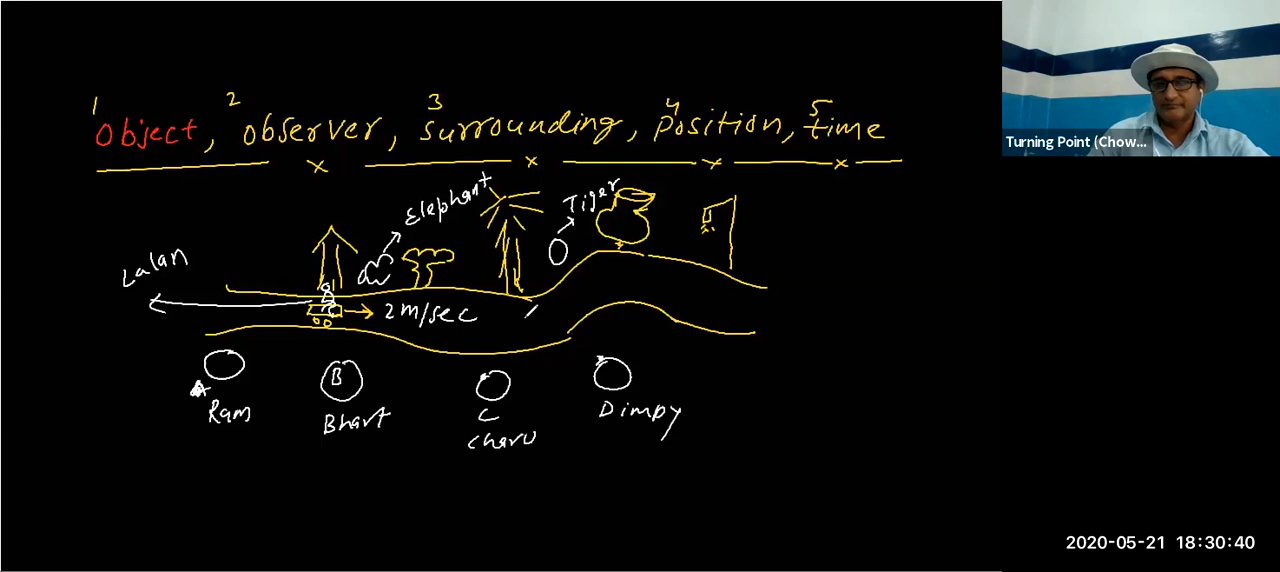 1 2 3 4 5
object, observer, surrounding, position, time
Elephant
Tiger
Lalan
2 m/sec
B
A
Ram
Bhart
C
Charu
Dimpy
Turning Point (Chow...
2020-05-21 18:30:40